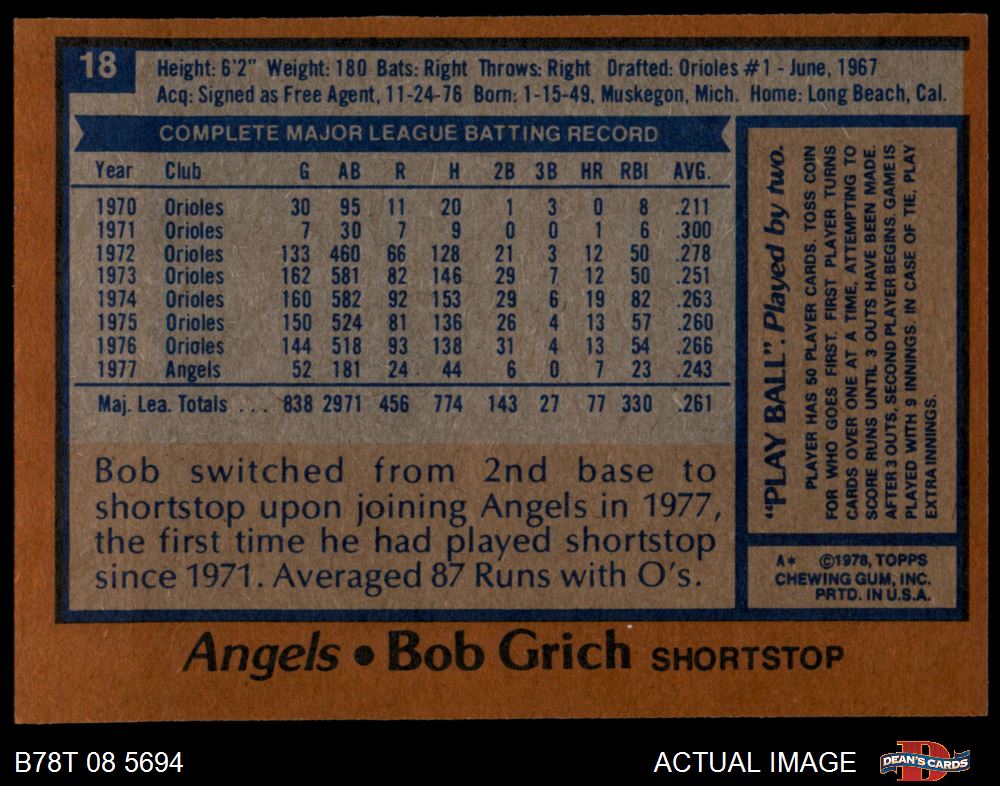 18
Height: 6'2" Weight: 180 Bats: Right Throws: Right Drafted: Orioles #1 - June, 1967
Acq: Signed as Free Agent, 11-24-76 Born: 1-15-49, Muskegon, Mich. Home: Long Beach, Cal.
COMPLETE MAJOR LEAGUE BATTING RECORD
Year Club G AB R H 2B 3B HR RBI AVG.
1970 Orioles 30 95 11 20 1 3 0 8 .211
1971 Orioles 7 30 7 9 0 0 1 6 .300
1972 Orioles 133 460 66 128 21 3 12 50 .278
1973 Orioles 162 581 82 146 29 7 12 50 .251
1974 Orioles 160 582 92 153 29 6 19 82 .263
1975 Orioles 150 524 81 136 26 4 13 57 .260
1976 Orioles 144 518 93 138 31 4 13 54 .266
1977 Angels 52 181 24 44 6 0 7 23 .243
Maj. Lea. Totals ... 838 2971 456 774 143 27 77 330 .261
Bob switched from 2nd base to
shortstop upon joining Angels in 1977,
the first time he had played shortstop
since 1971. Averaged 87 Runs with O's.
"PLAY BALL". Played by two.
PLAYER HAS 50 PLAYER CARDS. TOSS COIN
FOR WHO GOES FIRST. FIRST PLAYER TURNS
CARDS OVER ONE AT A TIME, ATTEMPTING TO
SCORE RUNS UNTIL 3 OUTS HAVE BEEN MADE.
AFTER 3 OUTS, SECOND PLAYER BEGINS. GAME IS
PLAYED WITH 9 INNINGS. IN CASE OF TIE, PLAY
EXTRA INNINGS.
A* ©1978, TOPPS
CHEWING GUM, INC.
PRTD. IN U.S.A.
Angels • Bob Grich SHORTSTOP
B78T 08 5694
ACTUAL IMAGE
DEAN'S CARDS